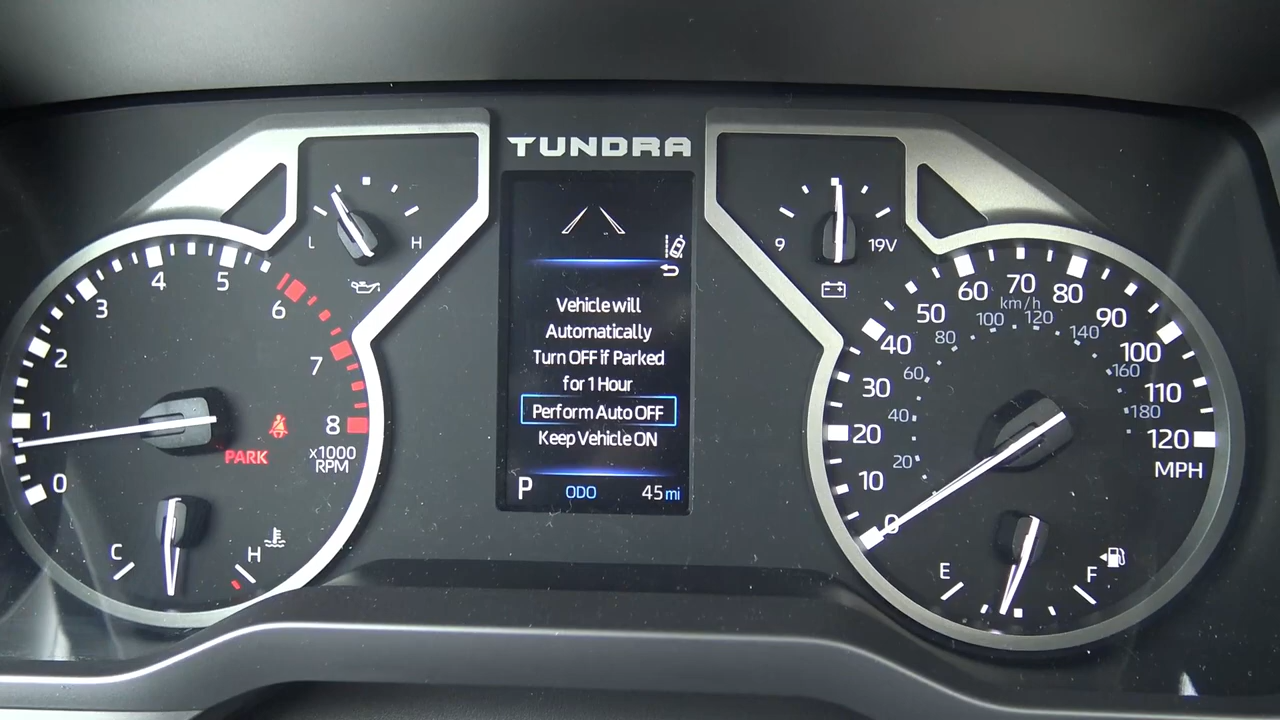 TUNDRA
L H
9 19V
0 1 2 3 4 5 6 7 8
x1000
RPM
PARK
C H
Vehicle will
Automatically
Turn OFF if Parked
for 1 Hour
Perform Auto OFF
Keep Vehicle ON
P ODO 45 mi
0 10 20 30 40 50 60 70 80 90 100 110 120
MPH
km/h
20 40 60 80 100 120 140 160 180
E F